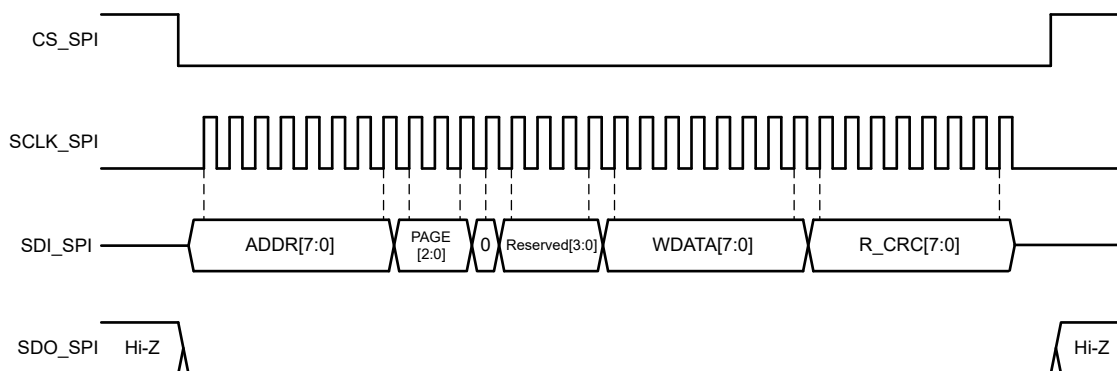 CS_SPI
SCLK_SPI
SDI_SPI
ADDR[7:0]
PAGE
[2:0]
0
Reserved[3:0]
WDATA[7:0]
R_CRC[7:0]
SDO_SPI
Hi-Z
Hi-Z